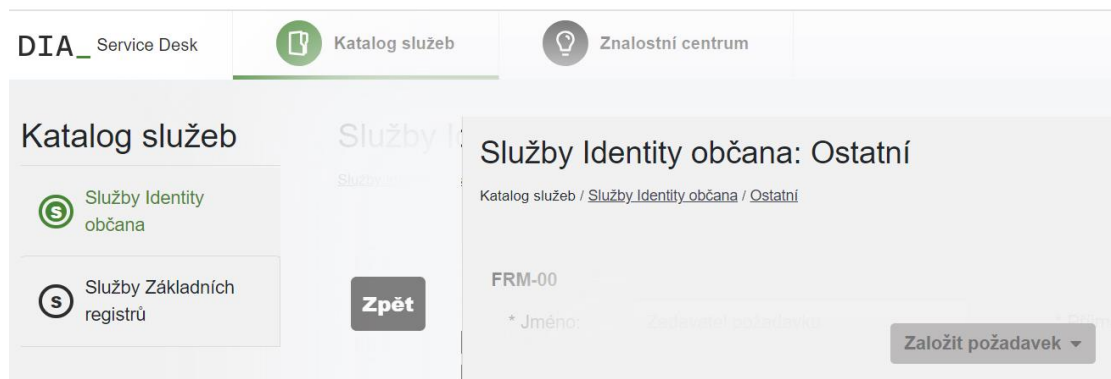 DIA_ Service Desk
Katalog služeb
Znalostní centrum
Katalog služeb
Služby Identity
občana
Služby Základních
registrů
Služby
Zpět
Služby Identity občana: Ostatní
Katalog služeb / Služby Identity občana / Ostatní
FRM-00
* Jméno:
Založit požadavek